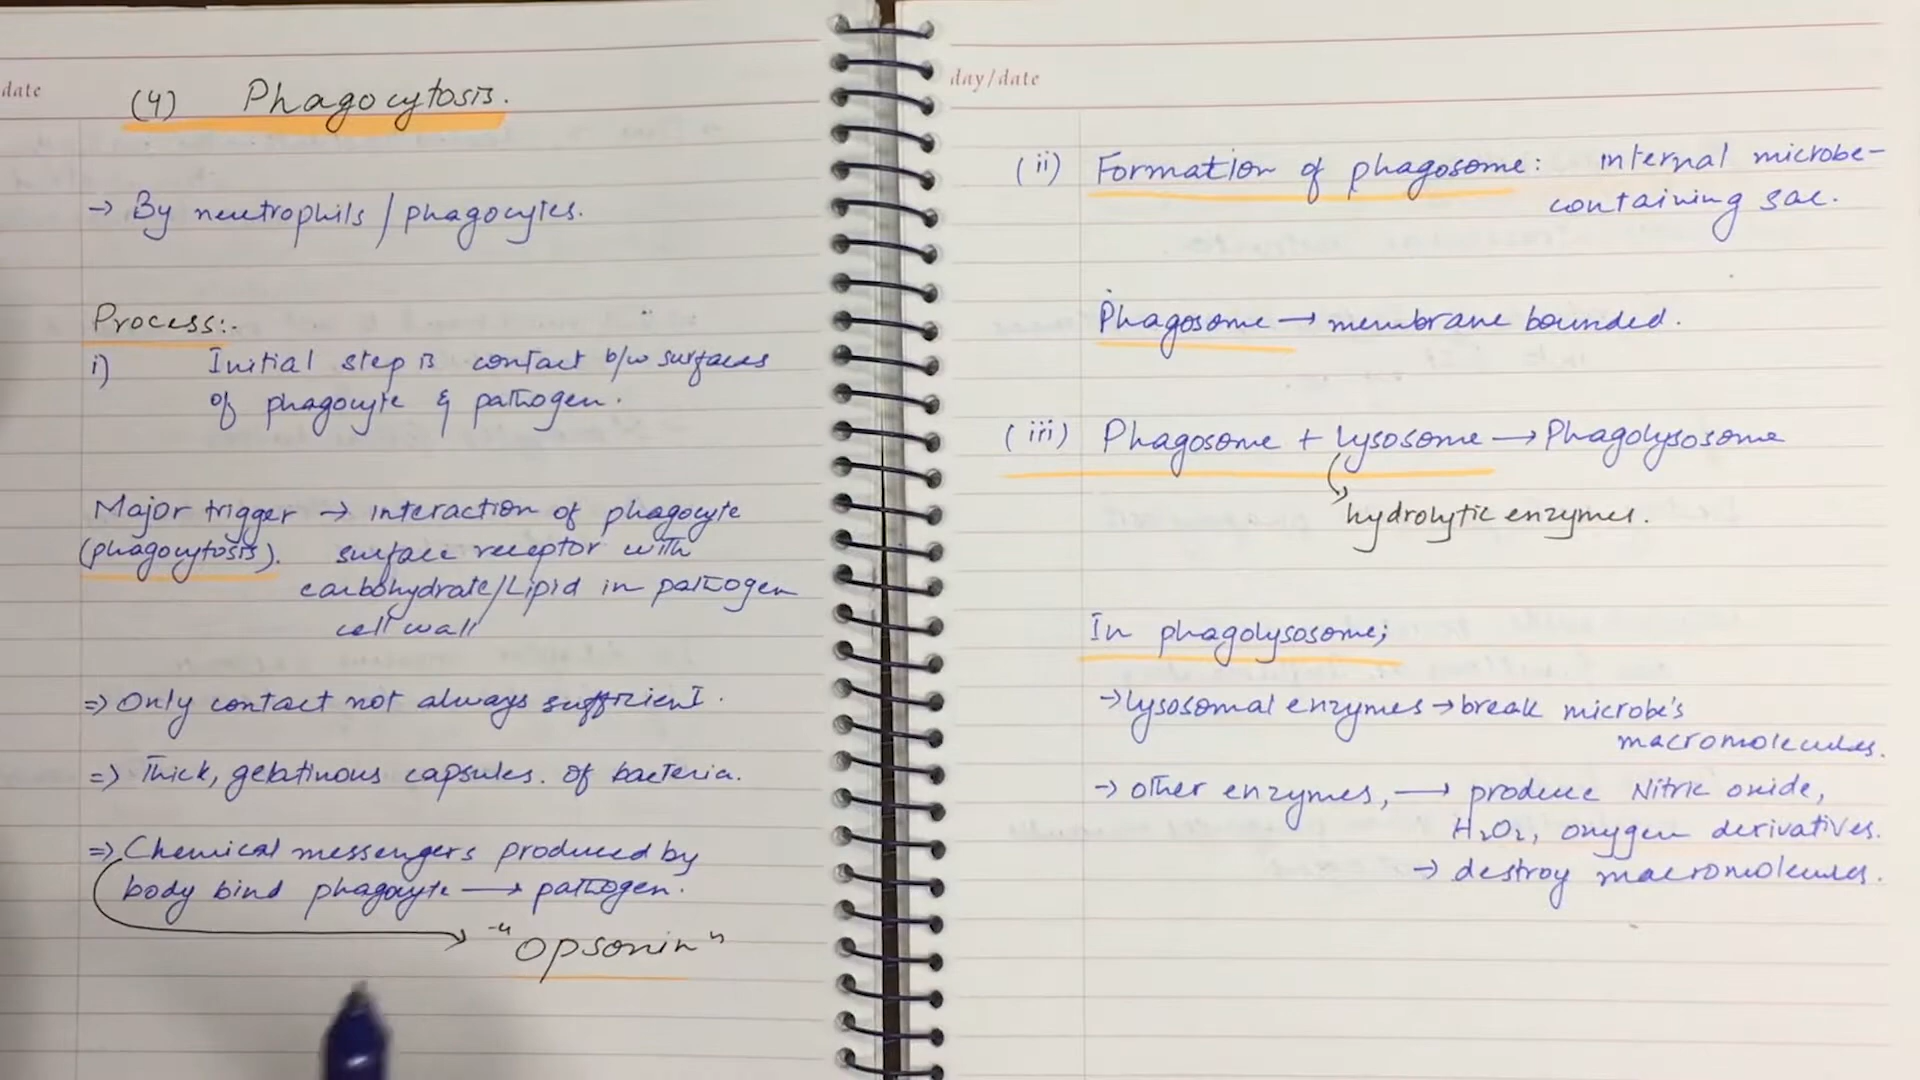 date
(4) Phagocytosis.
→ By neutrophils / phagocytes.
Process:-
i) Initial step is contact b/w surfaces
of phagocyte & pathogen.
Major trigger → interaction of phagocyte
(phagocytosis). surface receptor with
carbohydrate/Lipid in pathogen
cell wall
⇒ Only contact not always sufficient.
⇒ Thick, gelatinous capsules. of bacteria.
⇒ Chemical messengers produced by
body bind phagocyte → pathogen.
"Opsonin"
day/date
(ii) Formation of phagosome: internal microbe-
containing sac.
Phagosome → membrane bounded.
(iii) Phagosome + lysosome → Phagolysosome
hydrolytic enzymes.
In phagolysosome;
→ lysosomal enzymes → break microbe's
macromolecules.
→ other enzymes, → produce Nitric oxide,
H₂O₂, oxygen derivatives.
→ destroy macromolecules.